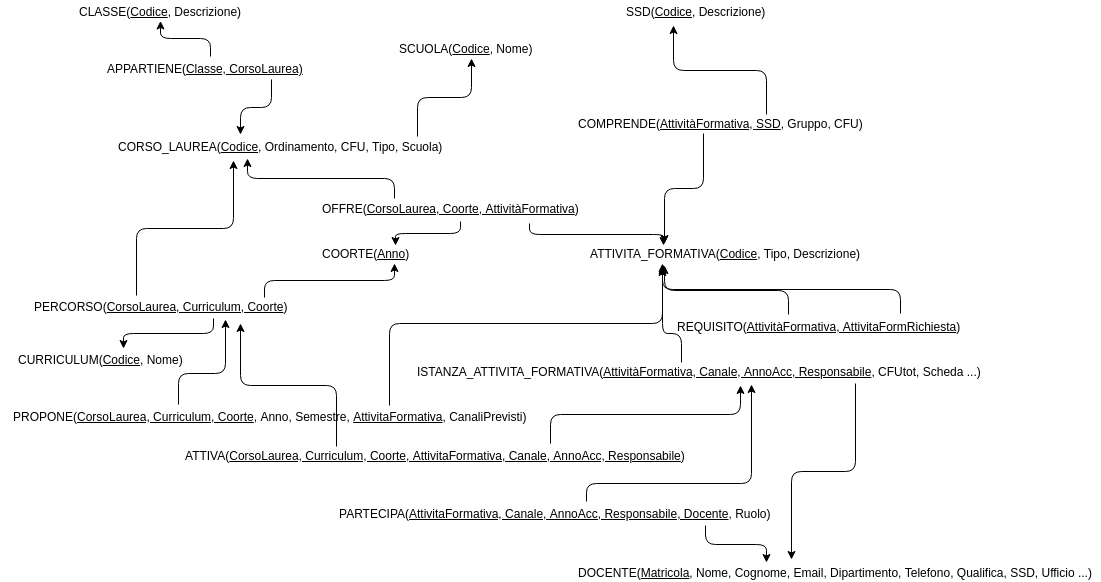 CLASSE(Codice, Descrizione)
SSD(Codice, Descrizione)
SCUOLA(Codice, Nome)
APPARTIENE(Classe, CorsoLaurea)
COMPRENDE(AttivitàFormativa, SSD, Gruppo, CFU)
CORSO_LAUREA(Codice, Ordinamento, CFU, Tipo, Scuola)
OFFRE(CorsoLaurea, Coorte, AttivitàFormativa)
COORTE(Anno)
ATTIVITA_FORMATIVA(Codice, Tipo, Descrizione)
PERCORSO(CorsoLaurea, Curriculum, Coorte)
REQUISITO(AttivitàFormativa, AttivitaFormRichiesta)
CURRICULUM(Codice, Nome)
ISTANZA_ATTIVITA_FORMATIVA(AttivitàFormativa, Canale, AnnoAcc, Responsabile, CFUtot, Scheda ...)
PROPONE(CorsoLaurea, Curriculum, Coorte, Anno, Semestre, AttivitaFormativa, CanaliPrevisti)
ATTIVA(CorsoLaurea, Curriculum, Coorte, AttivitaFormativa, Canale, AnnoAcc, Responsabile)
PARTECIPA(AttivitaFormativa, Canale, AnnoAcc, Responsabile, Docente, Ruolo)
DOCENTE(Matricola, Nome, Cognome, Email, Dipartimento, Telefono, Qualifica, SSD, Ufficio ...)